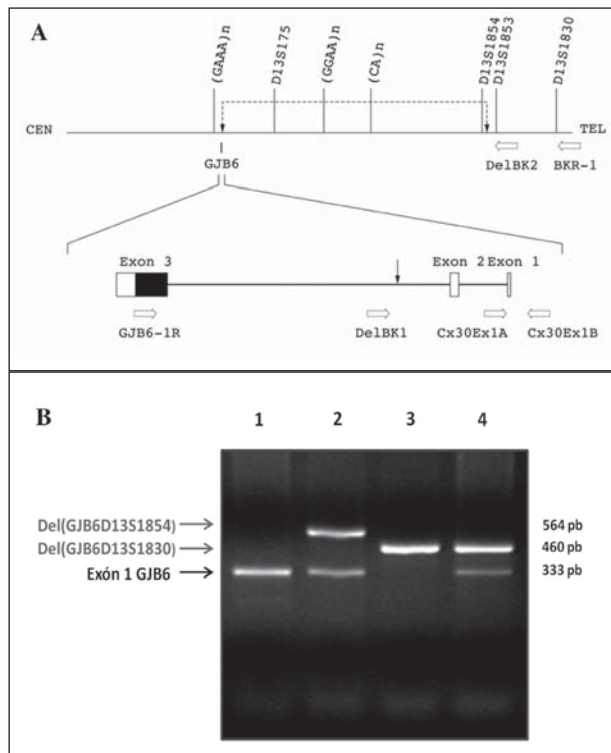 A
(GAAA)n
D13S175
(GGAA)n
(CA)n
D13S1854
D13S1853
D13S1830
CEN
TEL
GJB6
DelBK2
BKR-1
Exon 3
Exon 2
Exon 1
GJB6-1R
DelBK1
Cx30Ex1A
Cx30Ex1B
B
1 2 3 4
Del(GJB6D13S1854)
564 pb
Del(GJB6D13S1830)
460 pb
Exón 1 GJB6
333 pb